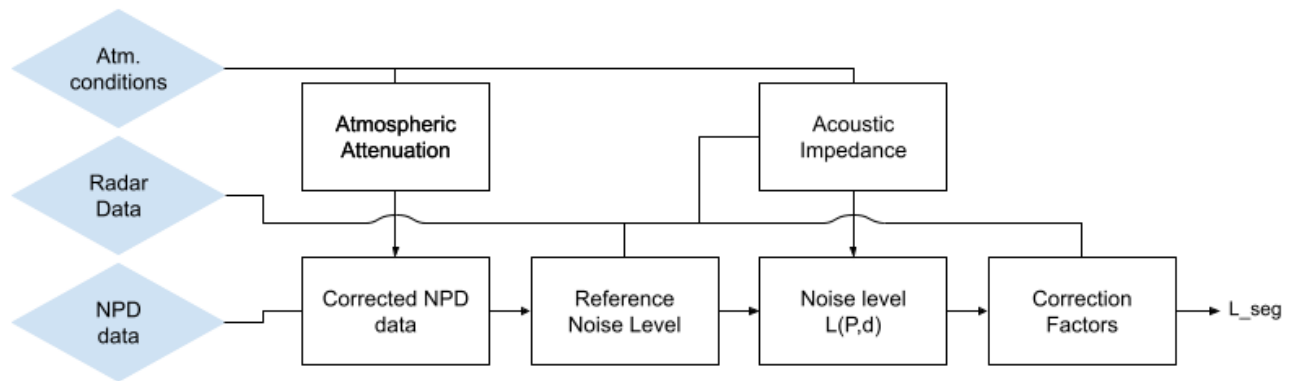 Atm.
conditions
Atmospheric
Attenuation
Acoustic
Impedance
Radar
Data
NPD
data
Corrected NPD
data
Reference
Noise Level
Noise level
L(P,d)
Correction
Factors
L_seg